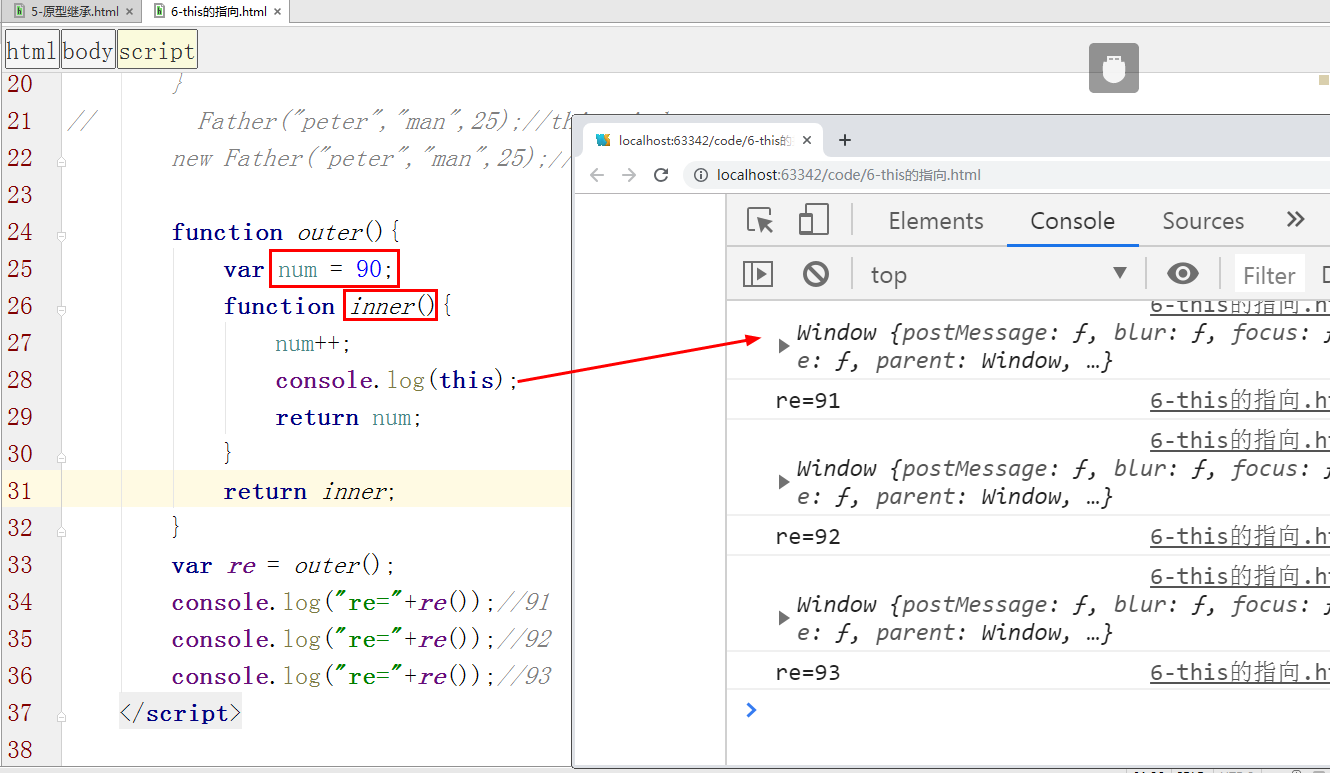 5-原型继承.html × 6-this的指向.html ×
html body script
20 }
21 // Father("peter","man",25);//
22 new Father("peter","man",25);//
23
24 function outer(){
25 var num = 90;
26 function inner(){
27 num++;
28 console.log(this);
29 return num;
30 }
31 return inner;
32 }
33 var re = outer();
34 console.log("re="+re());//91
35 console.log("re="+re());//92
36 console.log("re="+re());//93
37 </script>
38
localhost:63342/code/6-this的 × +
localhost:63342/code/6-this的指向.html
Elements Console Sources »
top Filter
6-this的指向.h
Window {postMessage: ƒ, blur: ƒ, focus: ƒ
e: ƒ, parent: Window, …}
re=91 6-this的指向.h
6-this的指向.h
Window {postMessage: ƒ, blur: ƒ, focus: ƒ
e: ƒ, parent: Window, …}
re=92 6-this的指向.h
6-this的指向.h
Window {postMessage: ƒ, blur: ƒ, focus: ƒ
e: ƒ, parent: Window, …}
re=93 6-this的指向.h